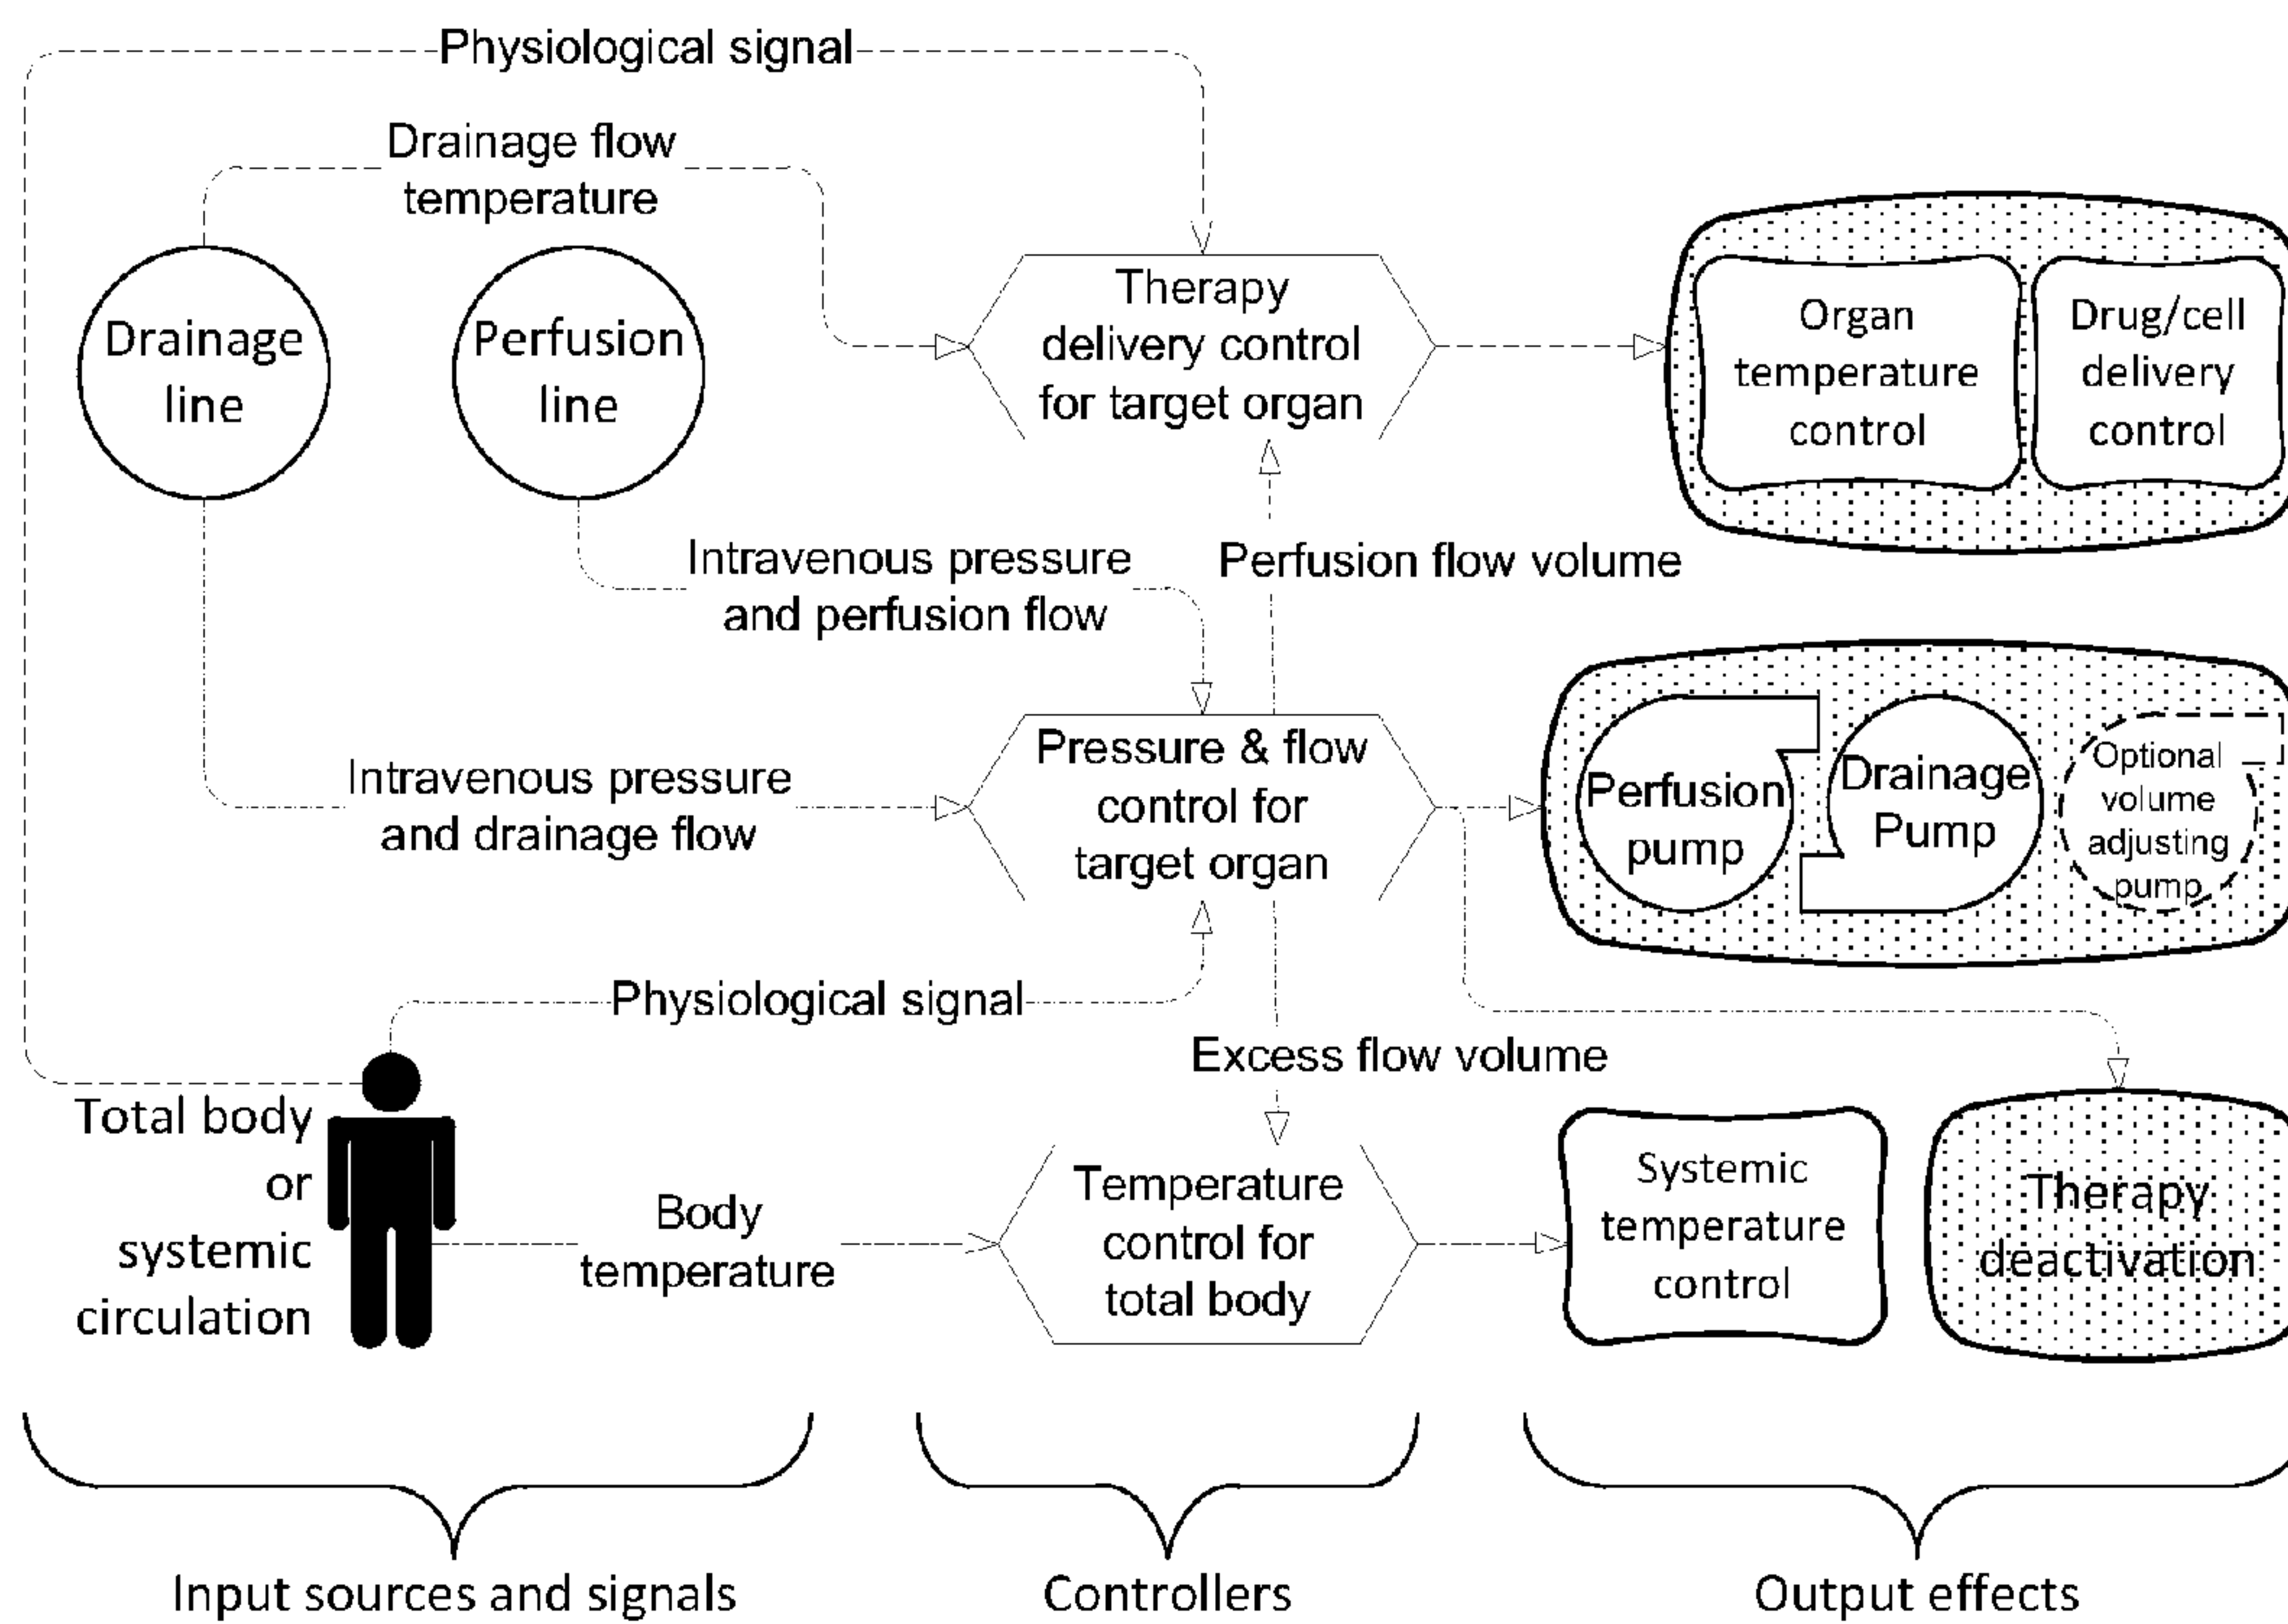 Physiological signal
Drainage flow
temperature
Drainage
line
Perfusion
line
Therapy
delivery control
for target organ
Organ
temperature
control
Drug/cell
delivery
control
Intravenous pressure
and perfusion flow
Perfusion flow volume
Intravenous pressure
and drainage flow
Pressure & flow
control for
target organ
Perfusion
pump
Drainage
Pump
Optional
volume
adjusting
pump
Physiological signal
Excess flow volume
Total body
or
systemic
circulation
Body
temperature
Temperature
control for
total body
Systemic
temperature
control
Therapy
deactivation
Input sources and signals
Controllers
Output effects